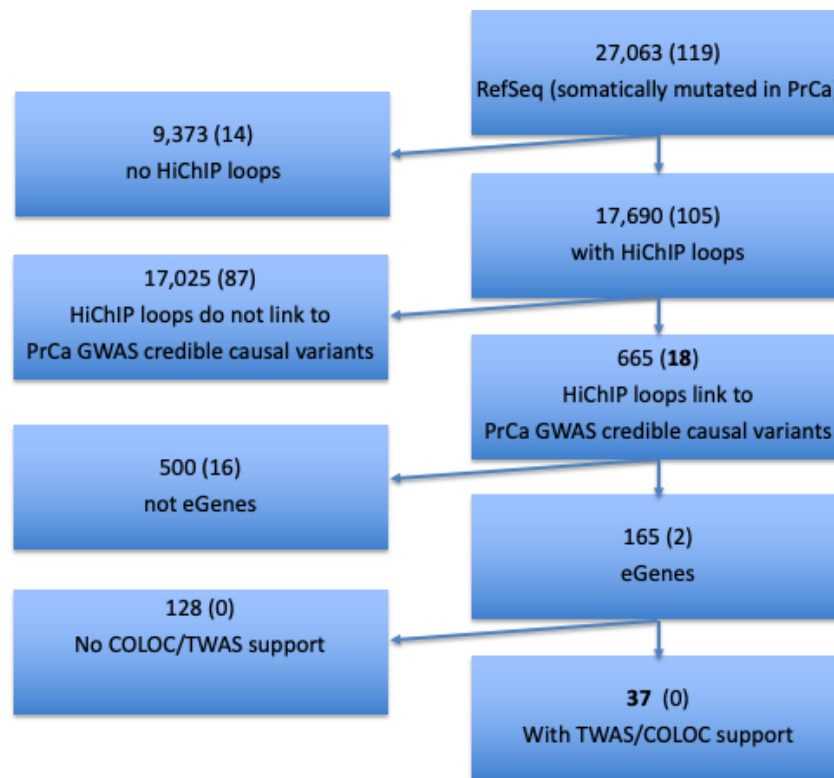 27,063 (119)
RefSeq (somatically mutated in PrCa
9,373 (14)
no HiChIP loops
17,690 (105)
with HiChIP loops
17,025 (87)
HiChIP loops do not link to
PrCa GWAS credible causal variants
665 (18)
HiChIP loops link to
PrCa GWAS credible causal variants
500 (16)
not eGenes
165 (2)
eGenes
128 (0)
No COLOC/TWAS support
37 (0)
With TWAS/COLOC support